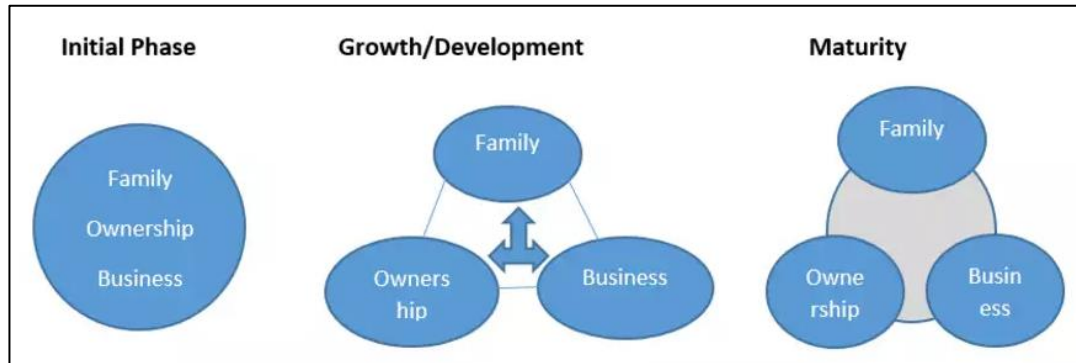 Initial Phase
Growth/Development
Maturity
Family
Ownership
Business
Family
Owners
hip
Business
Family
Owne
rship
Busin
ess